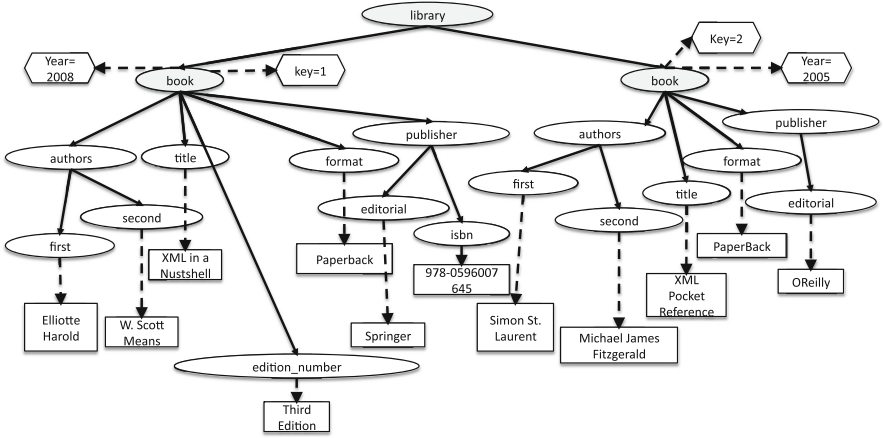 library
Key=2
Year=
2008
key=1
Year=
2005
book
book
publisher
authors
publisher
authors
title
format
format
first
title
second
editorial
second
editorial
first
isbn
XML in a
Nustshell
Paperback
PaperBack
978-0596007
645
XML
Pocket
Reference
OReilly
Elliotte
Harold
W. Scott
Means
Springer
Simon St.
Laurent
Michael James
Fitzgerald
edition_number
Third
Edition